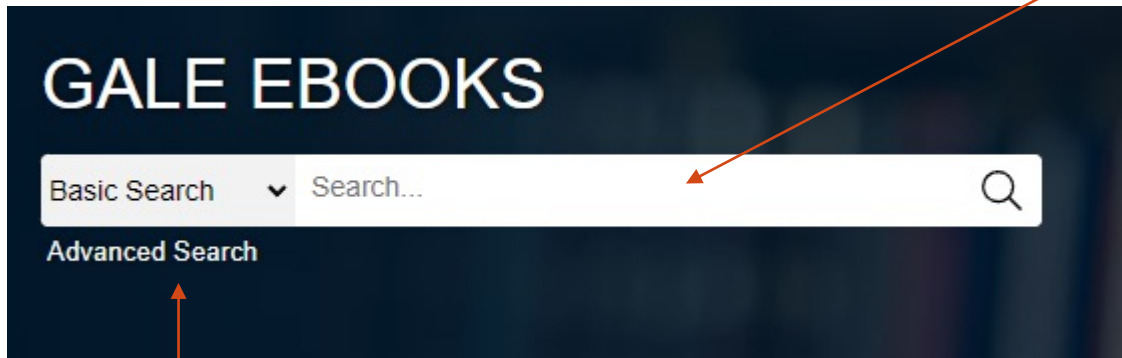 GALE EBOOKS
Basic Search Search...
Advanced Search